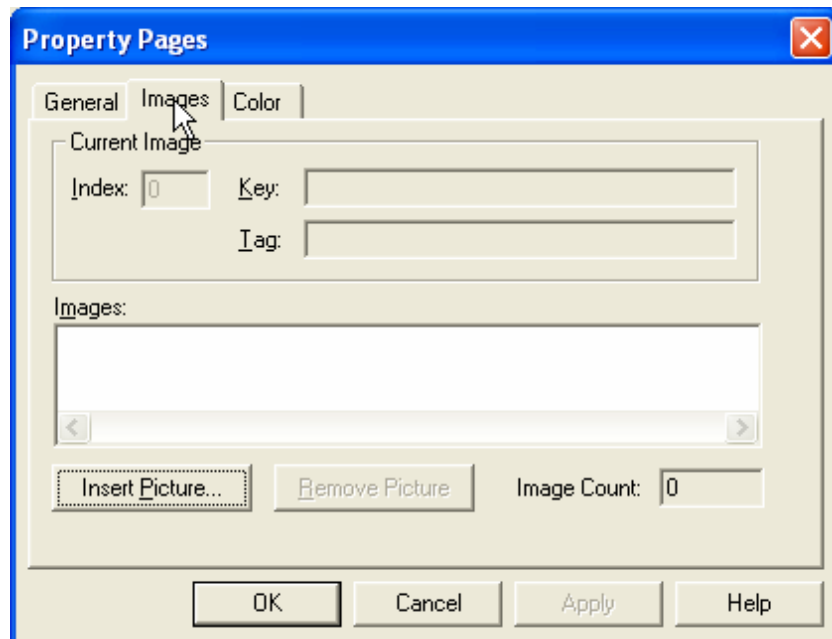 Property Pages
General Images Color
Current Image
Index: 0 Key:
Tag:
Images:
Insert Picture... Remove Picture Image Count: 0
OK Cancel Apply Help